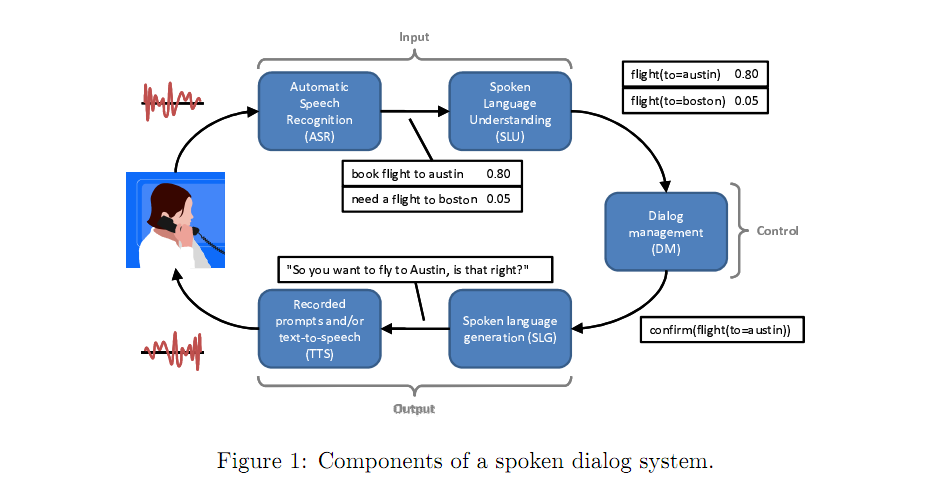 Input
Automatic
Speech
Recognition
(ASR)
Spoken
Language
Understanding
(SLU)
flight(to=austin) 0.80
flight(to=boston) 0.05
book flight to austin 0.80
need a flight to boston 0.05
Dialog
management
(DM)
Control
"So you want to fly to Austin, is that right?"
Recorded
prompts and/or
text-to-speech
(TTS)
Spoken language
generation (SLG)
confirm(flight(to=austin))
Output
Figure 1: Components of a spoken dialog system.